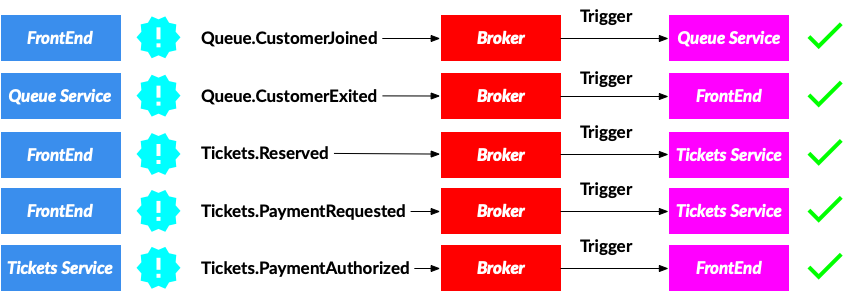 FrontEnd Queue.CustomerJoined Broker Trigger Queue Service
Queue Service Queue.CustomerExited Broker Trigger FrontEnd
FrontEnd Tickets.Reserved Broker Trigger Tickets Service
FrontEnd Tickets.PaymentRequested Broker Trigger Tickets Service
Tickets Service Tickets.PaymentAuthorized Broker Trigger FrontEnd